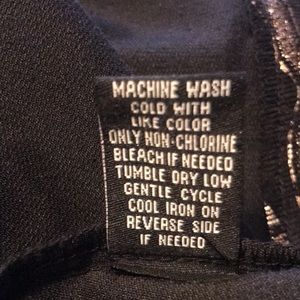 MACHINE WASH
COLD WITH
LIKE COLOR
ONLY NON-CHLORINE
BLEACH IF NEEDED
TUMBLE DRY LOW
GENTLE CYCLE
COOL IRON ON
REVERSE SIDE
IF NEEDED